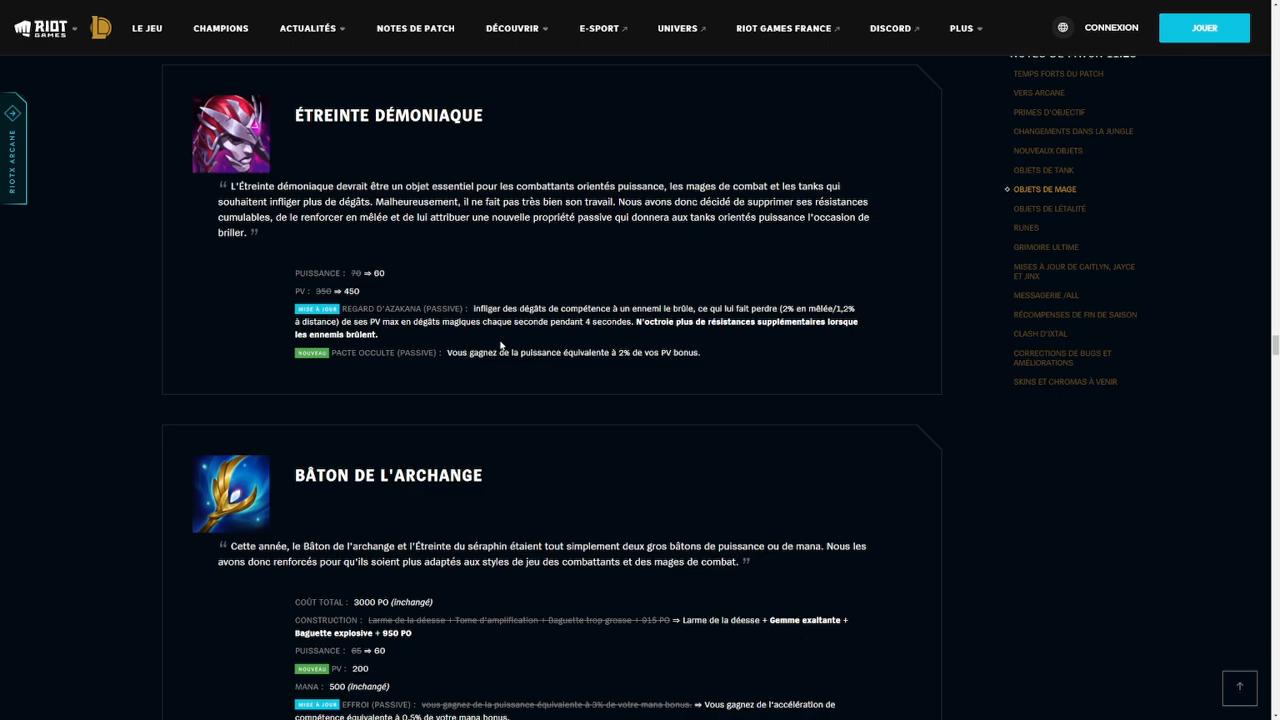 RIOT GAMES
LE JEU CHAMPIONS ACTUALITÉS NOTES DE PATCH DÉCOUVRIR E-SPORT UNIVERS RIOT GAMES FRANCE DISCORD PLUS CONNEXION JOUER
RIOTX ARCANE
ÉTREINTE DÉMONIAQUE
“ L'Étreinte démoniaque devrait être un objet essentiel pour les combattants orientés puissance, les mages de combat et les tanks qui
souhaitent infliger plus de dégâts. Malheureusement, il ne fait pas très bien son travail. Nous avons donc décidé de supprimer ses résistances
cumulables, de le renforcer en mêlée et de lui attribuer une nouvelle propriété passive qui donnera aux tanks orientés puissance l'occasion de
briller. ”
PUISSANCE : 70 ⇒ 60
PV : 350 ⇒ 450
MISE À JOUR REGARD D'AZAKANA (PASSIVE) : Infliger des dégâts de compétence à un ennemi le brûle, ce qui lui fait perdre (2% en mêlée/1,2%
à distance) de ses PV max en dégâts magiques chaque seconde pendant 4 secondes. N'octroie plus de résistances supplémentaires lorsque
les ennemis brûlent.
NOUVEAU PACTE OCCULTE (PASSIVE) : Vous gagnez de la puissance équivalente à 2% de vos PV bonus.
BÂTON DE L'ARCHANGE
“ Cette année, le Bâton de l'archange et l'Étreinte du séraphin étaient tout simplement deux gros bâtons de puissance ou de mana. Nous les
avons donc renforcés pour qu'ils soient plus adaptés aux styles de jeu des combattants et des mages de combat. ”
COÛT TOTAL : 3000 PO (inchangé)
CONSTRUCTION : Larme de la déesse + Tome d'amplification + Baguette trop grosse + 915 PO ⇒ Larme de la déesse + Gemme exaltante +
Baguette explosive + 950 PO
PUISSANCE : 65 ⇒ 60
NOUVEAU PV : 200
MANA : 500 (inchangé)
MISE À JOUR EFFROI (PASSIVE) : vous gagnez de la puissance équivalente à 3% de votre mana bonus. ⇒ Vous gagnez de l'accélération de
compétence équivalente à 0,5% de votre mana bonus.
TEMPS FORTS DU PATCH
VERS ARCANE
PRIMES D'OBJECTIF
CHANGEMENTS DANS LA JUNGLE
NOUVEAUX OBJETS
OBJETS DE TANK
OBJETS DE MAGE
OBJETS DE LÉTALITÉ
RUNES
GRIMOIRE ULTIME
MISES À JOUR DE CAITLYN, JAYCE
ET JINX
MESSAGERIE /ALL
RÉCOMPENSES DE FIN DE SAISON
CLASH D'IXTAL
CORRECTIONS DE BUGS ET
AMÉLIORATIONS
SKINS ET CHROMAS À VENIR